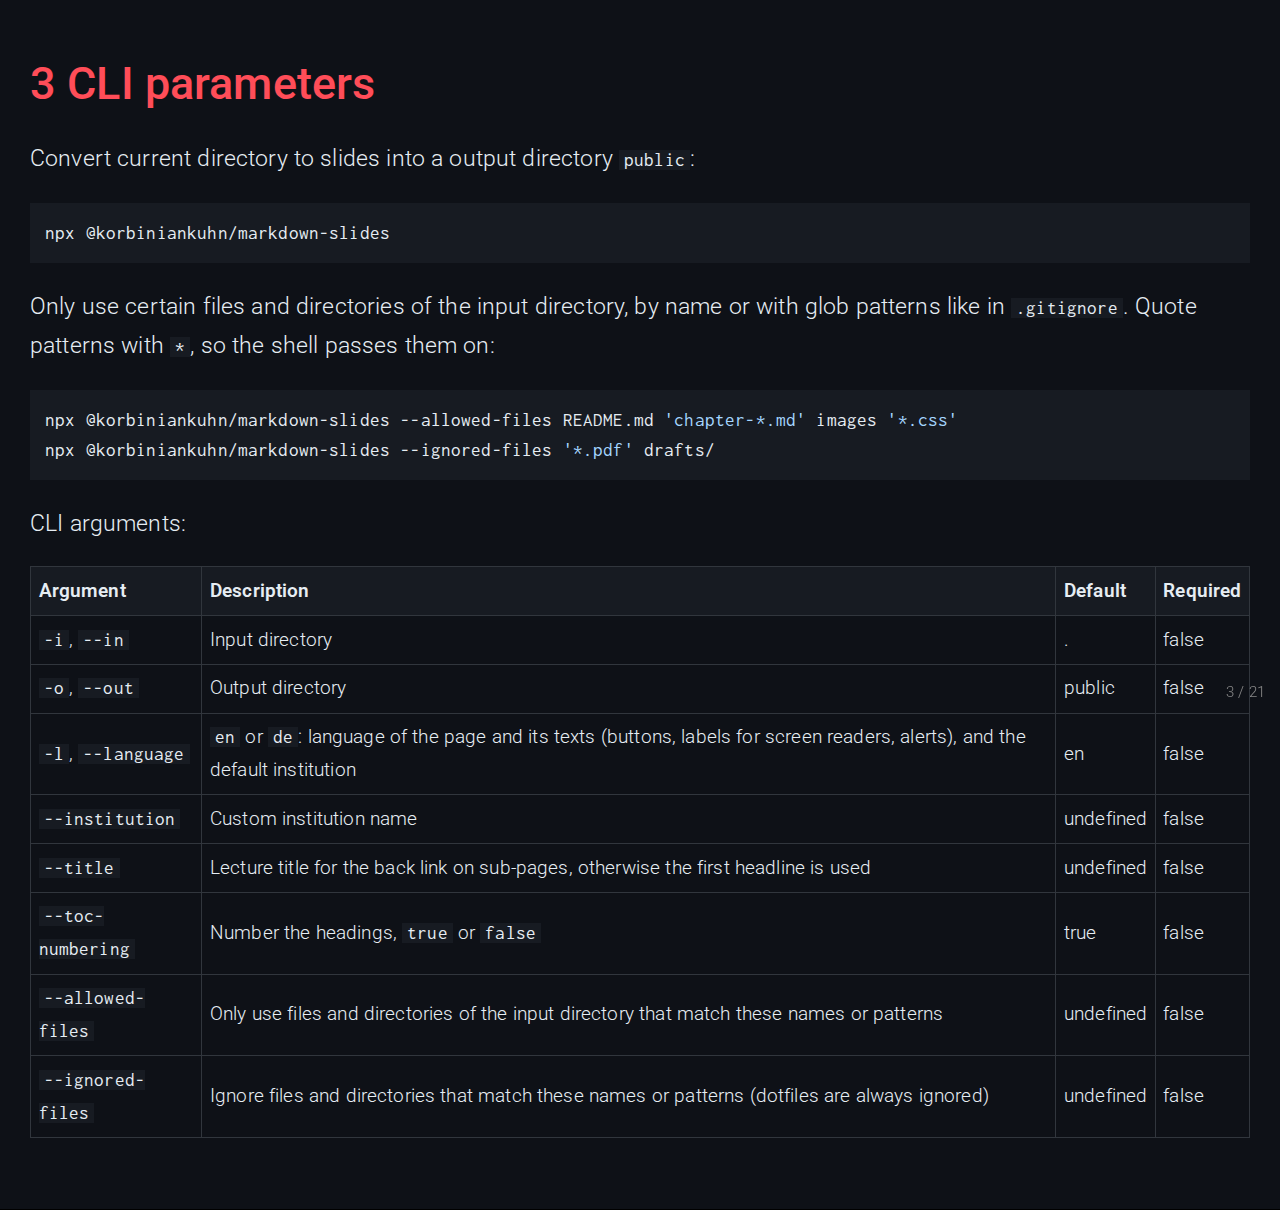 3 CLI parameters
Convert current directory to slides into a output directory public:
npx @korbiniankuhn/markdown-slides
Only use certain files and directories of the input directory, by name or with glob patterns like in .gitignore. Quote
patterns with *, so the shell passes them on:
npx @korbiniankuhn/markdown-slides --allowed-files README.md 'chapter-*.md' images '*.css'
npx @korbiniankuhn/markdown-slides --ignored-files '*.pdf' drafts/
CLI arguments:
Argument Description Default Required
-i, --in Input directory . false
-o, --out Output directory public false
3 / 21
-l, --language en or de: language of the page and its texts (buttons, labels for screen readers, alerts), and the
default institution en false
--institution Custom institution name undefined false
--title Lecture title for the back link on sub-pages, otherwise the first headline is used undefined false
--toc-
numbering Number the headings, true or false true false
--allowed-
files Only use files and directories of the input directory that match these names or patterns undefined false
--ignored-
files Ignore files and directories that match these names or patterns (dotfiles are always ignored) undefined false